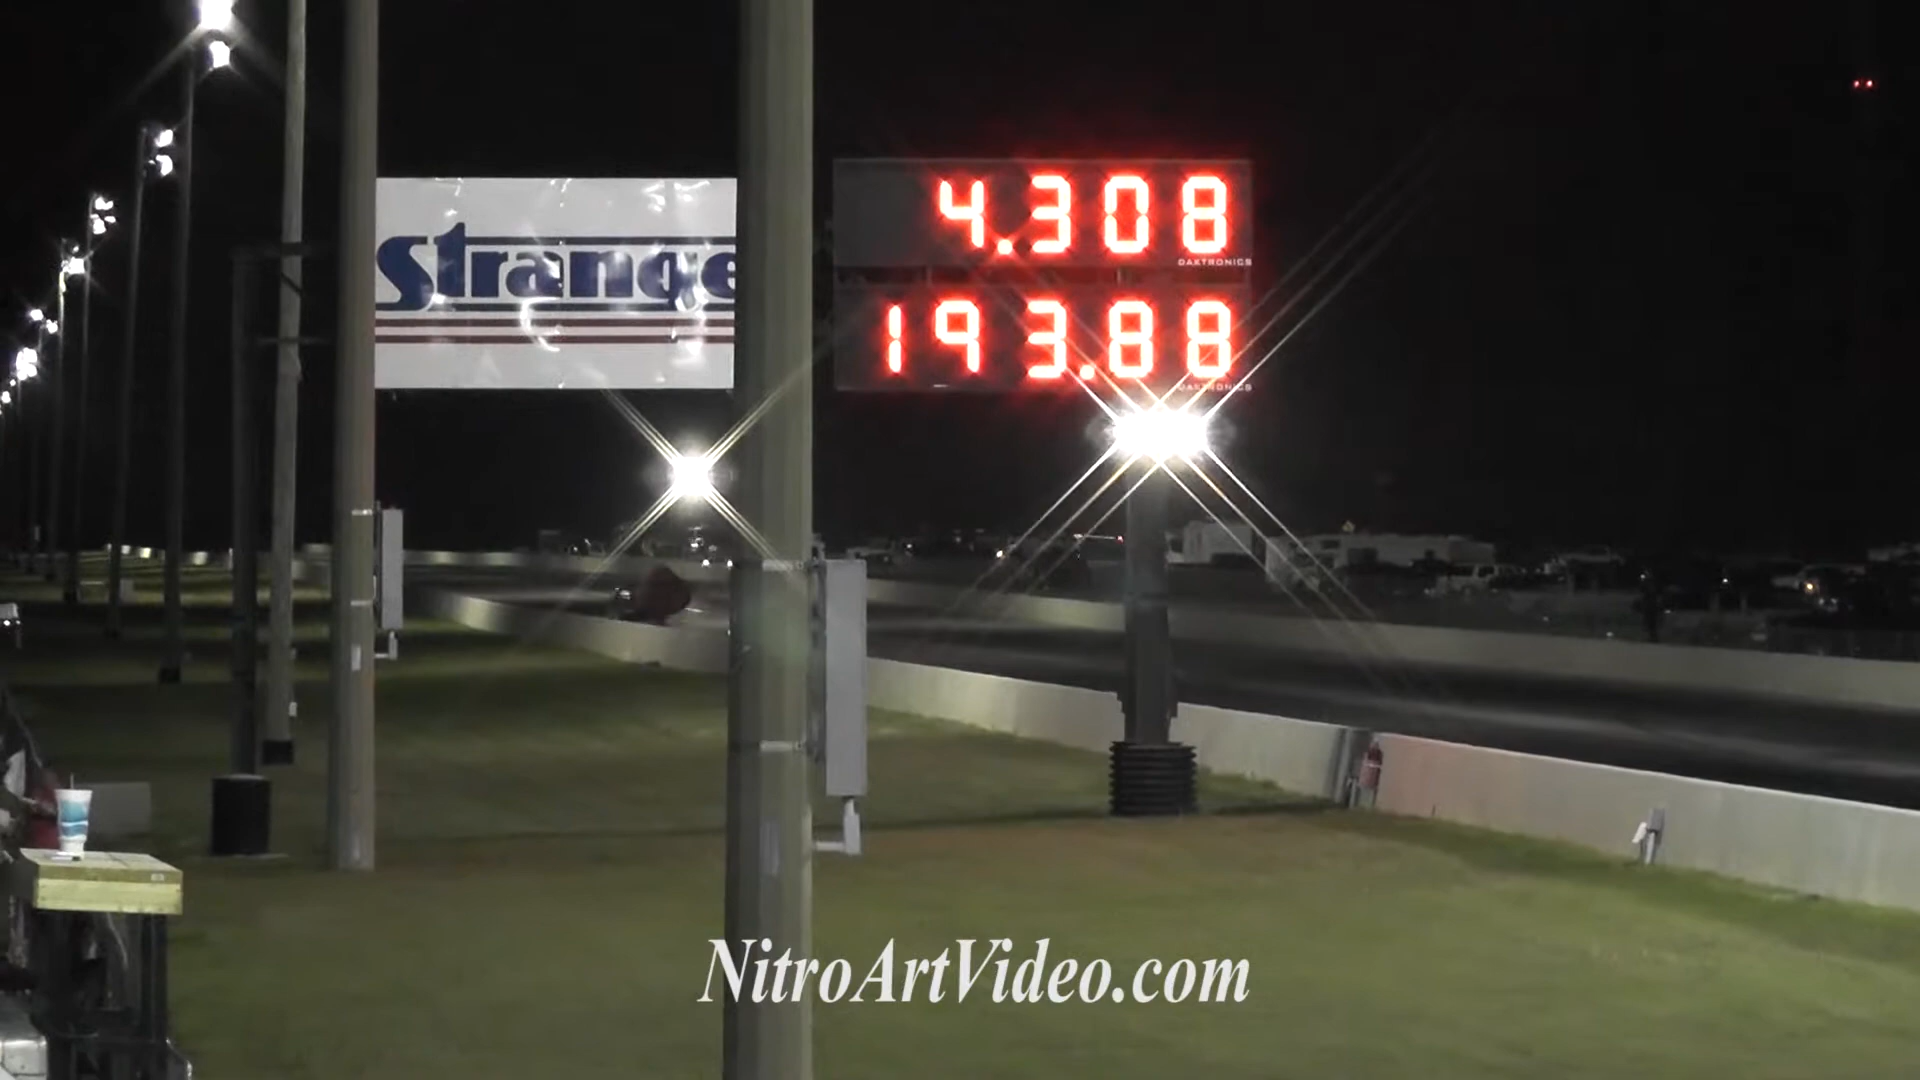 Strange
4.308
DAKTRONICS
193.88
DAKTRONICS
NitroArtVideo.com